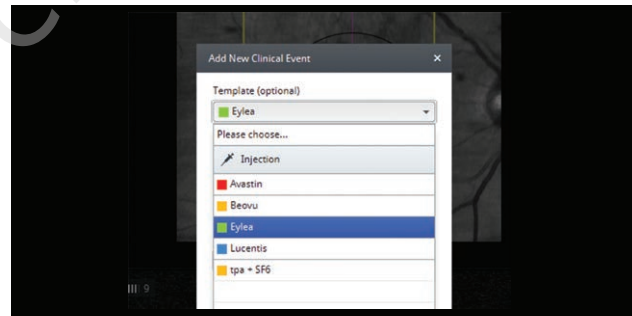 Add New Clinical Event
Template (optional)
Eylea
Please choose...
Injection
Avastin
Beovu
Eylea
Lucentis
tpa + SF6
9